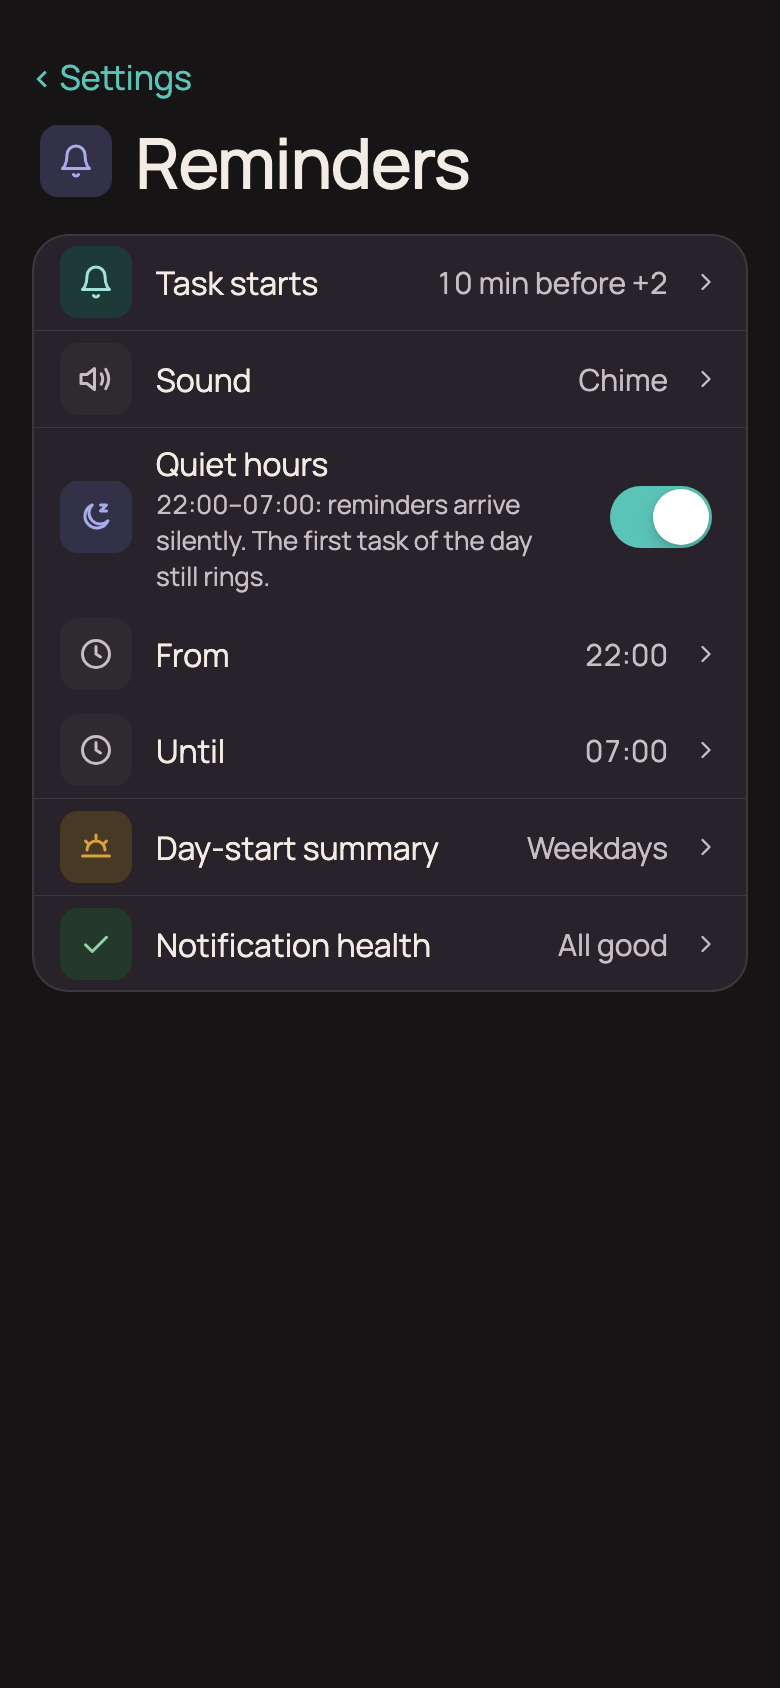 Settings
Reminders
Task starts 10 min before +2
Sound Chime
Quiet hours
22:00–07:00: reminders arrive
silently. The first task of the day
still rings.
From 22:00
Until 07:00
Day-start summary Weekdays
Notification health All good